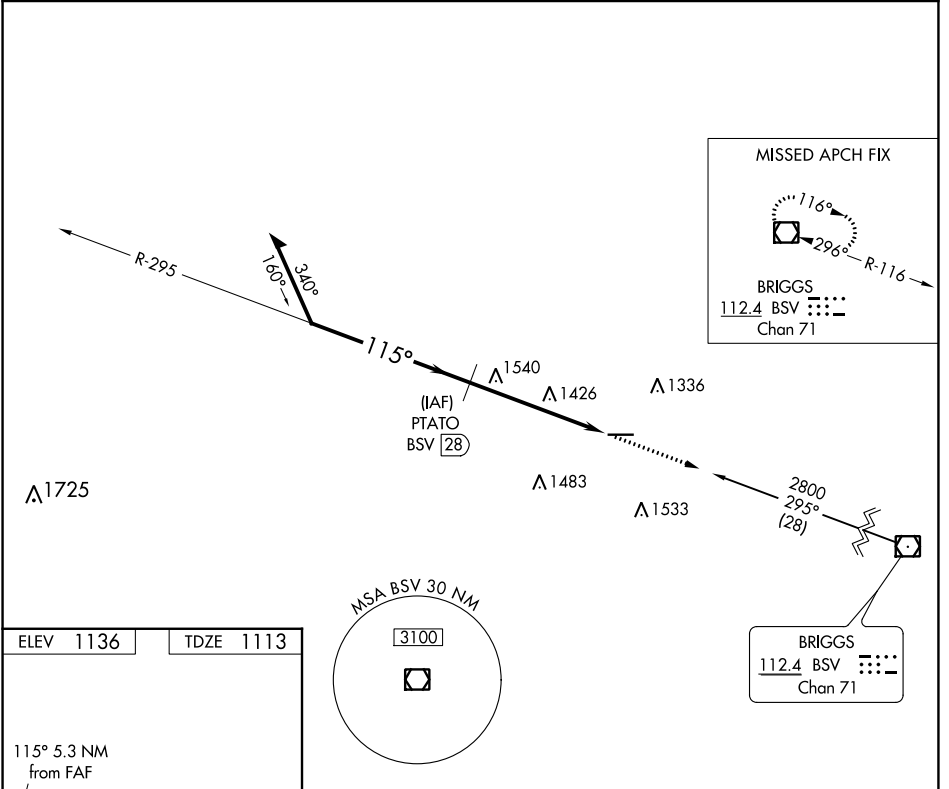 MISSED APCH FIX
116°
296°
R-116
BRIGGS
112.4 BSV
Chan 71
R-295
340°
160°
115°
1540
1426
1336
(IAF)
PTATO
BSV 28
1725
1483
1533
2800
295°
(28)
MSA BSV 30 NM
3100
BRIGGS
112.4 BSV
Chan 71
ELEV 1136
TDZE 1113
115° 5.3 NM
from FAF